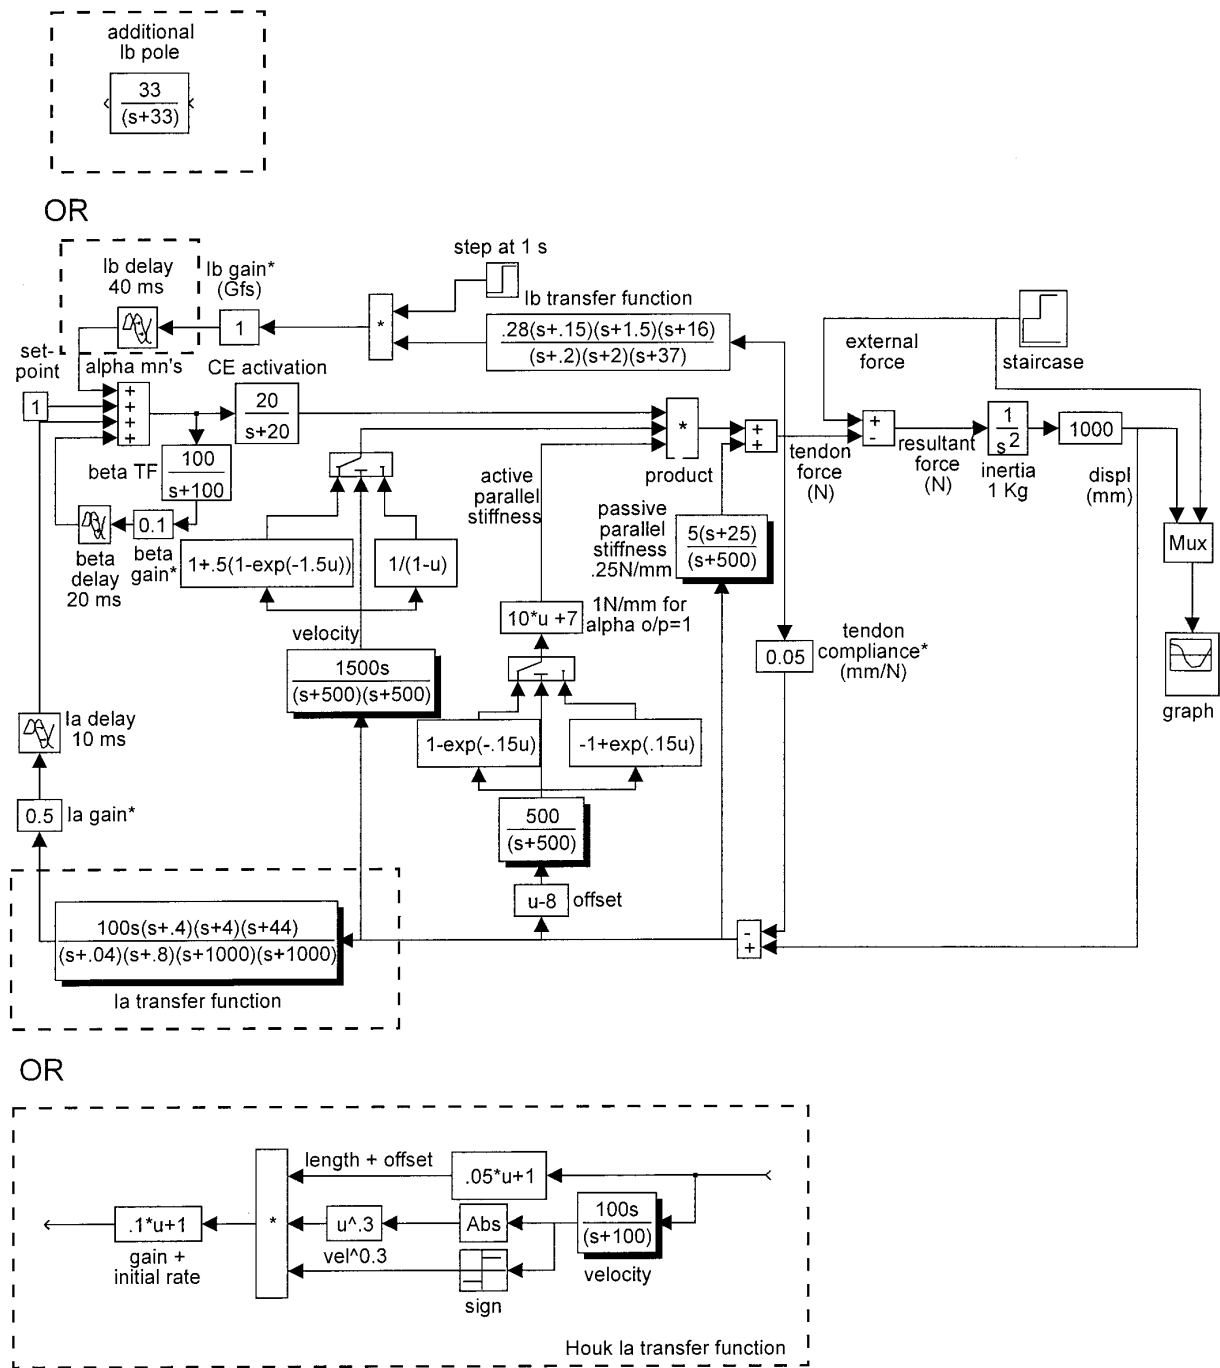 additional
Ib pole
33
(s+33)
OR
step at 1 s
Ib delay
40 ms
Ib gain*
(Gfs)
1
*
Ib transfer function
.28(s+.15)(s+1.5)(s+16)
(s+.2)(s+2)(s+37)
external
force
staircase
set-
point
1
alpha mn's
+
+
+
+
CE activation
20
s+20
beta TF
100
s+100
0.1
beta
delay
20 ms
beta
gain*
*
product
+
+
tendon
force
(N)
+
-
resultant
force
(N)
1
s2
inertia
1 Kg
1000
displ
(mm)
Mux
graph
active
parallel
stiffness
passive
parallel
stiffness
.25N/mm
5(s+25)
(s+500)
1+.5(1-exp(-1.5u))
1/(1-u)
velocity
1500s
(s+500)(s+500)
10*u +7
1N/mm for
alpha o/p=1
0.05
tendon
compliance*
(mm/N)
1-exp(-.15u)
-1+exp(.15u)
500
(s+500)
u-8
offset
Ia delay
10 ms
0.5
Ia gain*
-
+
100s(s+.4)(s+4)(s+44)
(s+.04)(s+.8)(s+1000)(s+1000)
Ia transfer function
OR
length + offset
.05*u+1
.1*u+1
gain +
initial rate
*
u^.3
vel^0.3
Abs
100s
(s+100)
velocity
sign
Houk Ia transfer function